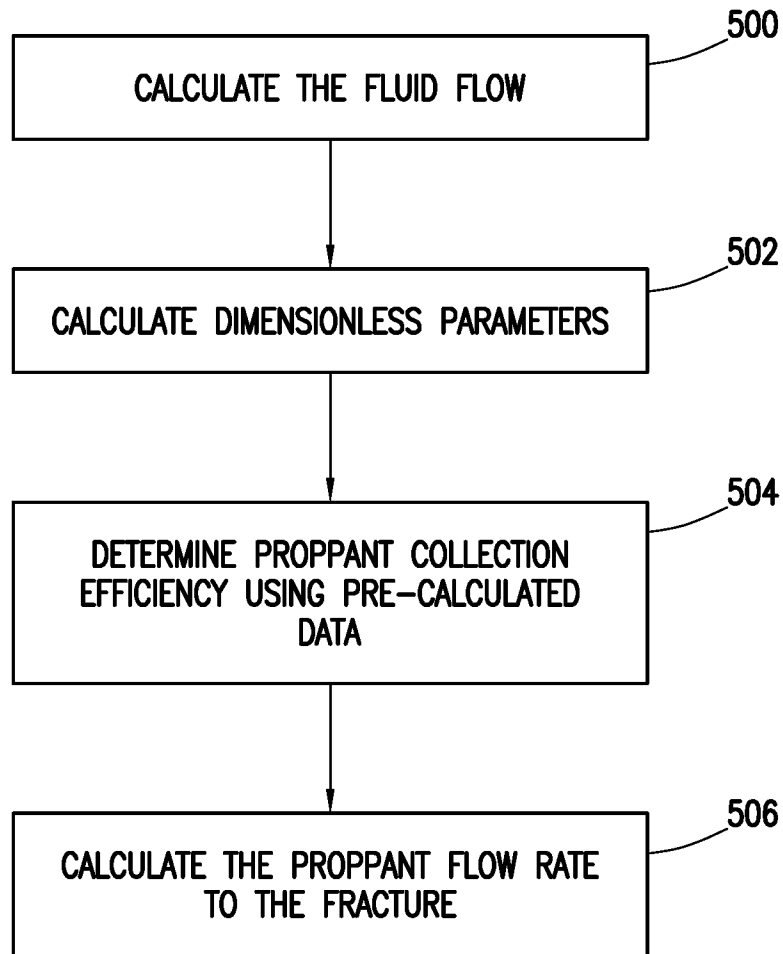 500
CALCULATE THE FLUID FLOW
502
CALCULATE DIMENSIONLESS PARAMETERS
504
DETERMINE PROPPANT COLLECTION
EFFICIENCY USING PRE-CALCULATED
DATA
506
CALCULATE THE PROPPANT FLOW RATE
TO THE FRACTURE